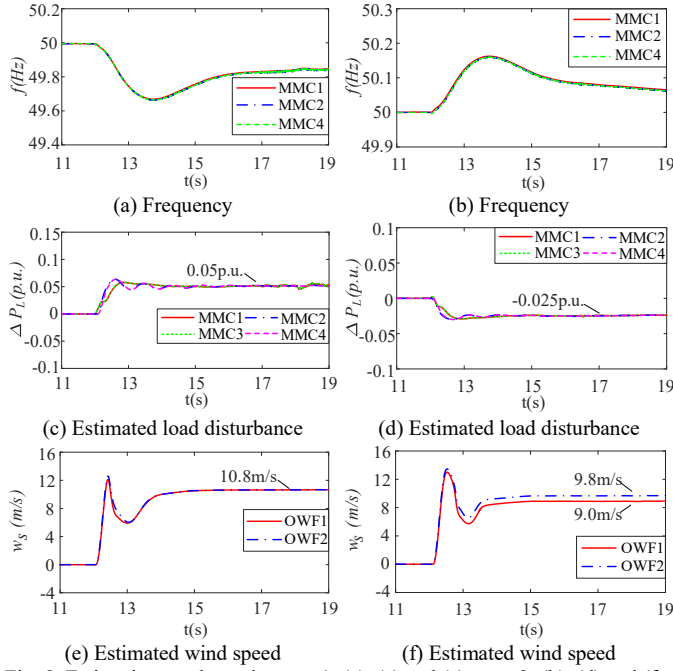 50.2
f(Hz)
50
49.8
49.6
49.4
MMC1
MMC2
MMC4
11 13 15 17 19
t(s)
(a) Frequency
50.3
f(Hz)
50.2
50.1
50
49.9
MMC1
MMC2
MMC4
11 13 15 17 19
t(s)
(b) Frequency
0.15
Δ P_L(p.u.)
0.1
0.05
0
-0.05
-0.1
0.05p.u.
MMC1 MMC2
MMC3 MMC4
11 13 15 17 19
t(s)
(c) Estimated load disturbance
0.1
Δ P_L(p.u.)
0.05
0
-0.05
-0.1
MMC1 MMC2
MMC3 MMC4
-0.025p.u.
11 13 15 17 19
t(s)
(d) Estimated load disturbance
16
w_S (m/s)
12
8
4
0
-4
10.8m/s
OWF1
OWF2
11 13 15 17 19
t(s)
(e) Estimated wind speed
16
w_S (m/s)
12
8
4
0
-4
9.8m/s
9.0m/s
OWF1
OWF2
11 13 15 17 19
t(s)
(f) Estimated wind speed